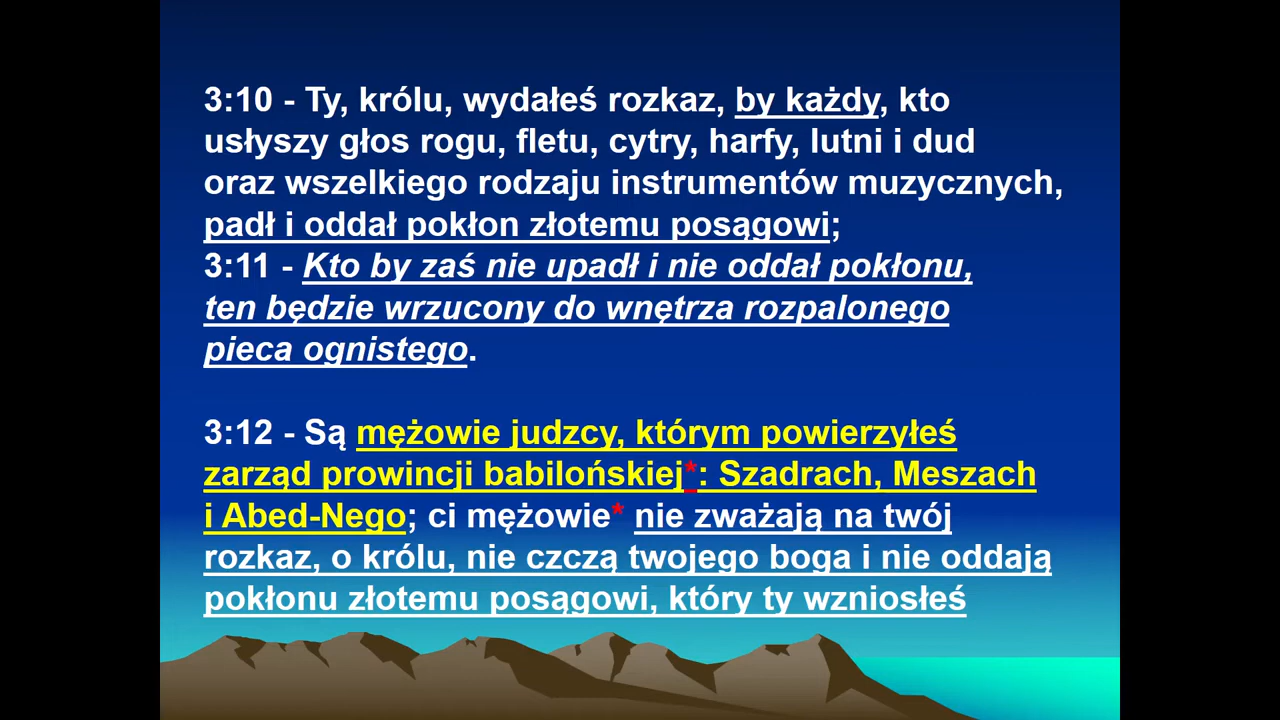 3:10 - Ty, królu, wydałeś rozkaz, by każdy, kto
usłyszy głos rogu, fletu, cytry, harfy, lutni i dud
oraz wszelkiego rodzaju instrumentów muzycznych,
padł i oddał pokłon złotemu posągowi;
3:11 - Kto by zaś nie upadł i nie oddał pokłonu,
ten będzie wrzucony do wnętrza rozpalonego
pieca ognistego.
3:12 - Są mężowie judzcy, którym powierzyłeś
zarząd prowincji babilońskiej*: Szadrach, Meszach
i Abed-Nego; ci mężowie* nie zważają na twój
rozkaz, o królu, nie czczą twojego boga i nie oddają
pokłonu złotemu posągowi, który ty wzniosłeś